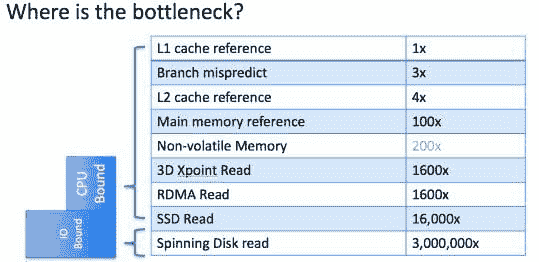 Where is the bottleneck?
L1 cache reference 1x
Branch mispredict 3x
L2 cache reference 4x
Main memory reference 100x
Non-volatile Memory 200x
3D Xpoint Read 1600x
RDMA Read 1600x
SSD Read 16,000x
Spinning Disk read 3,000,000x
CPU
Bound
IO
Bound